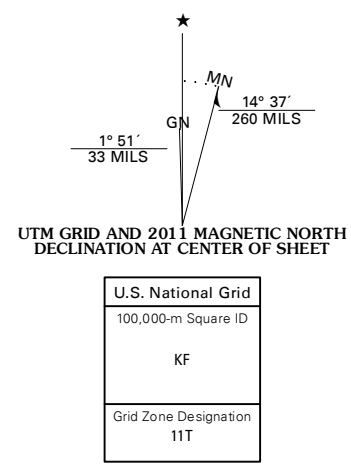 MN
GN
14° 37´
260 MILS
1° 51´
33 MILS
UTM GRID AND 2011 MAGNETIC NORTH
DECLINATION AT CENTER OF SHEET
U.S. National Grid
100,000-m Square ID
KF
Grid Zone Designation
11T